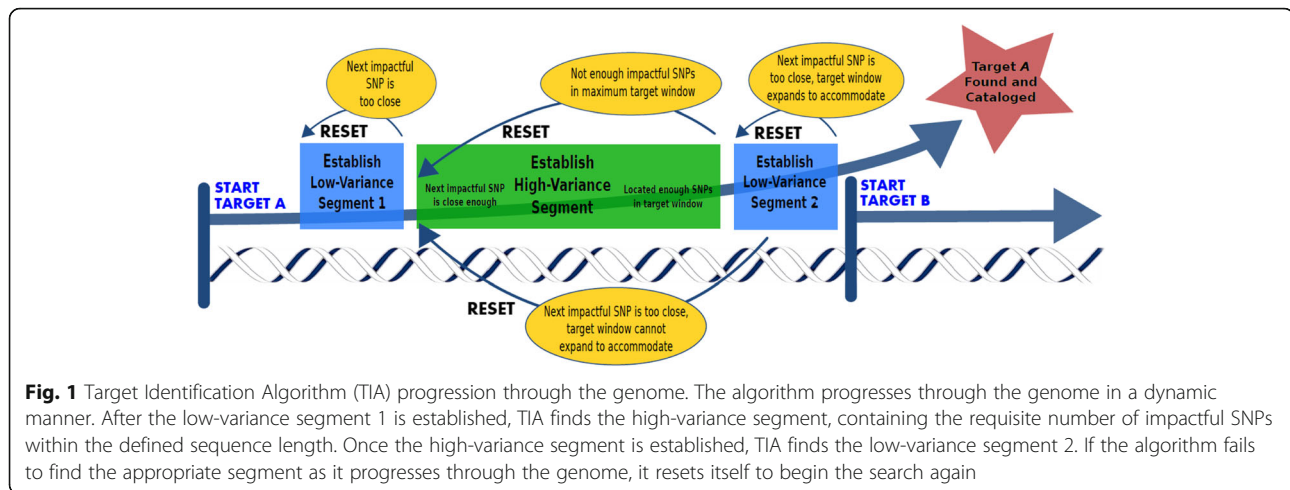 Next impactful
SNP is
too close
Not enough impactful SNPs
in maximum target window
Next impactful SNP is
too close, target window
expands to accommodate
Target A
Found and
Cataloged
RESET
RESET
RESET
START
TARGET A
Establish
Low-Variance
Segment 1
Next impactful SNP
is close enough
Establish
High-Variance
Segment
Located enough SNPs
in target window
Establish
Low-Variance
Segment 2
START
TARGET B
RESET
Next impactful SNP is too close,
target window cannot
expand to accommodate
Fig. 1 Target Identification Algorithm (TIA) progression through the genome. The algorithm progresses through the genome in a dynamic
manner. After the low-variance segment 1 is established, TIA finds the high-variance segment, containing the requisite number of impactful SNPs
within the defined sequence length. Once the high-variance segment is established, TIA finds the low-variance segment 2. If the algorithm fails
to find the appropriate segment as it progresses through the genome, it resets itself to begin the search again